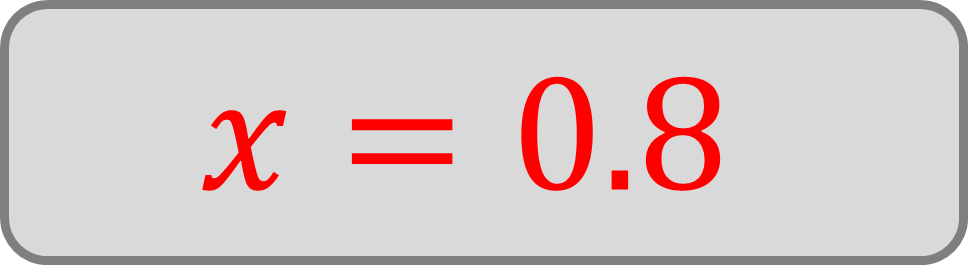 x = 0.8